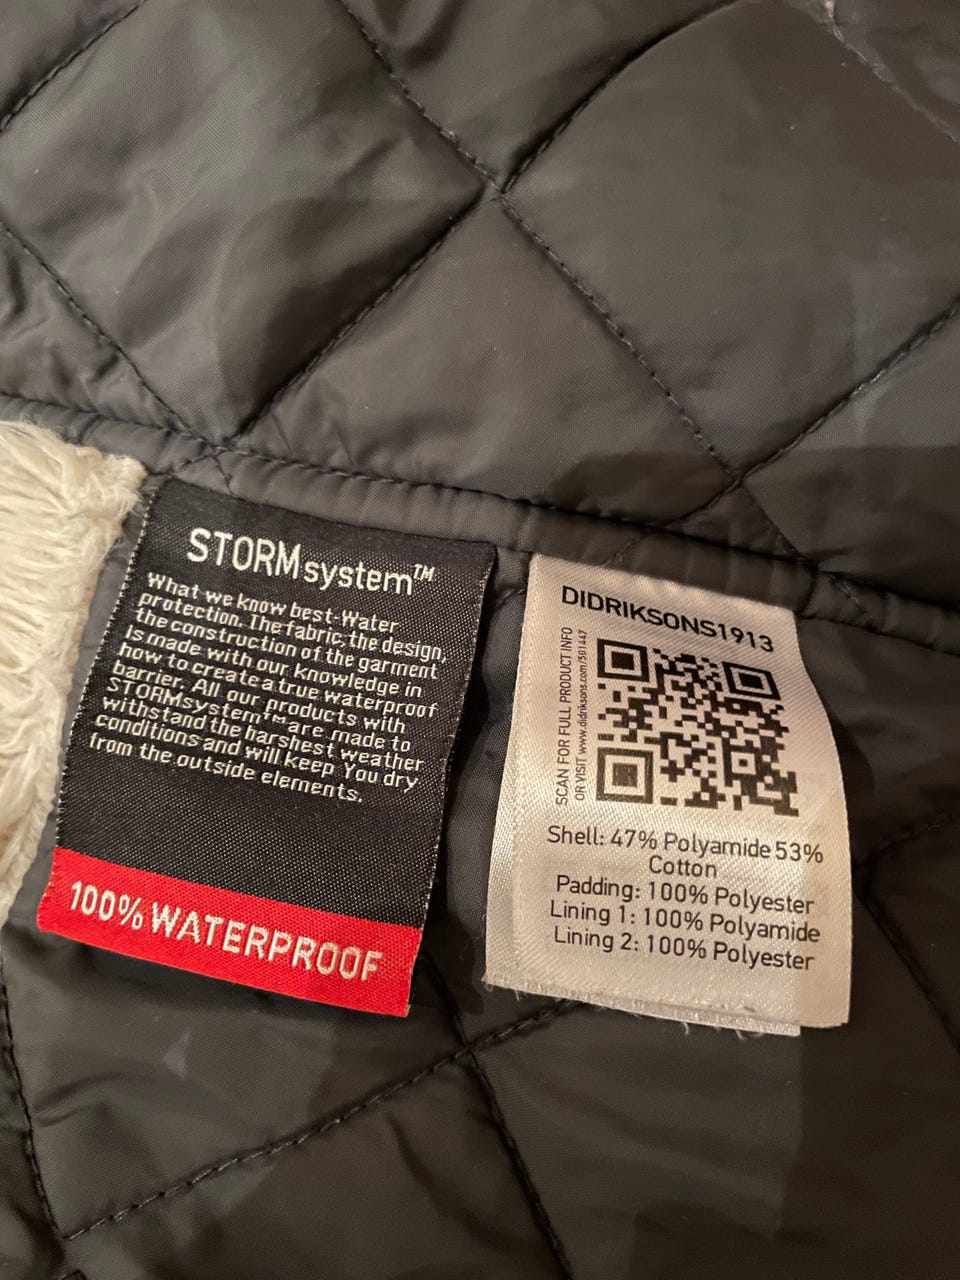 STORMsystem™
What we know best-Water
protection. The fabric, the design,
the construction of the garment
is made with our knowledge in
how to create a true waterproof
barrier. All our products with
STORMsystem™ are made to
withstand the harshest weather
conditions and will keep You dry
from the outside elements.
100% WATERPROOF
DIDRIKSONS1913
SCAN FOR FULL PRODUCT INFO
OR VISIT www.didriksons.com/581447
Shell: 47% Polyamide 53%
Cotton
Padding: 100% Polyester
Lining 1: 100% Polyamide
Lining 2: 100% Polyester